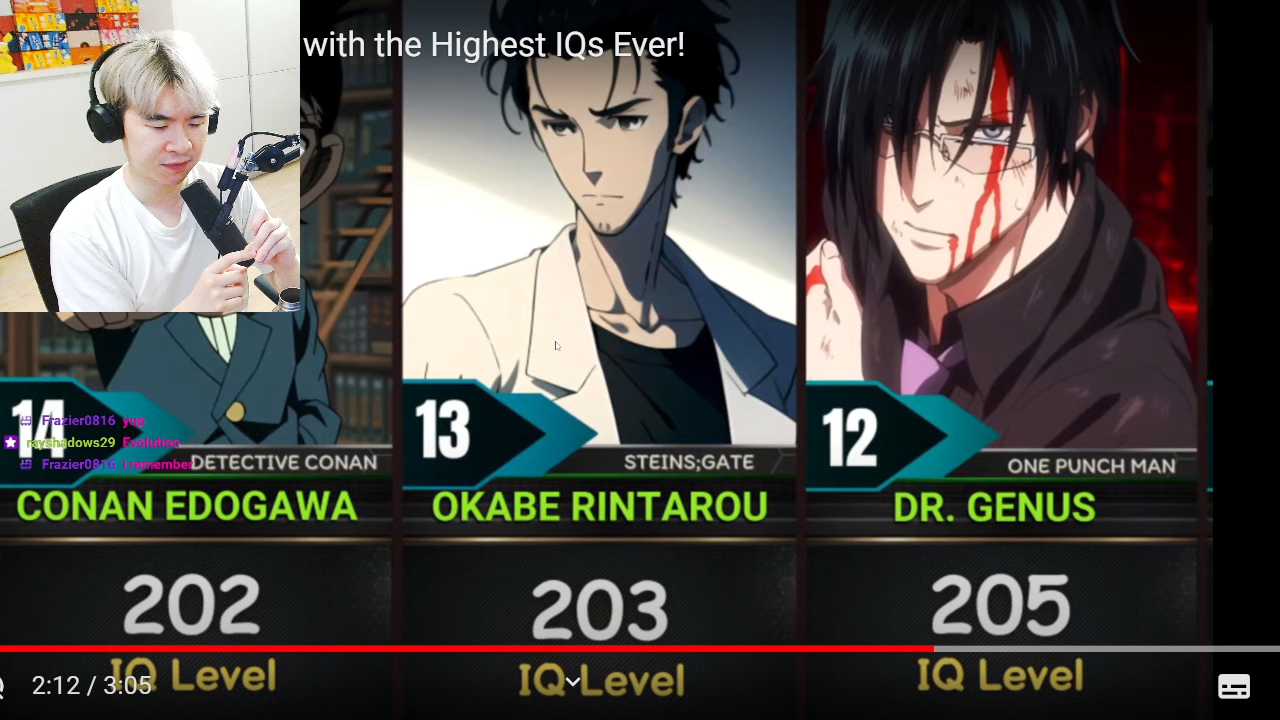 with the Highest IQs Ever!
14
13
12
Frazier0816 yup
rayshadows29 Evolution
Frazier0816 I remember
DETECTIVE CONAN
STEINS;GATE
ONE PUNCH MAN
CONAN EDOGAWA
OKABE RINTAROU
DR. GENUS
202
203
205
IQ Level
IQ Level
IQ Level
2:12 / 3:05